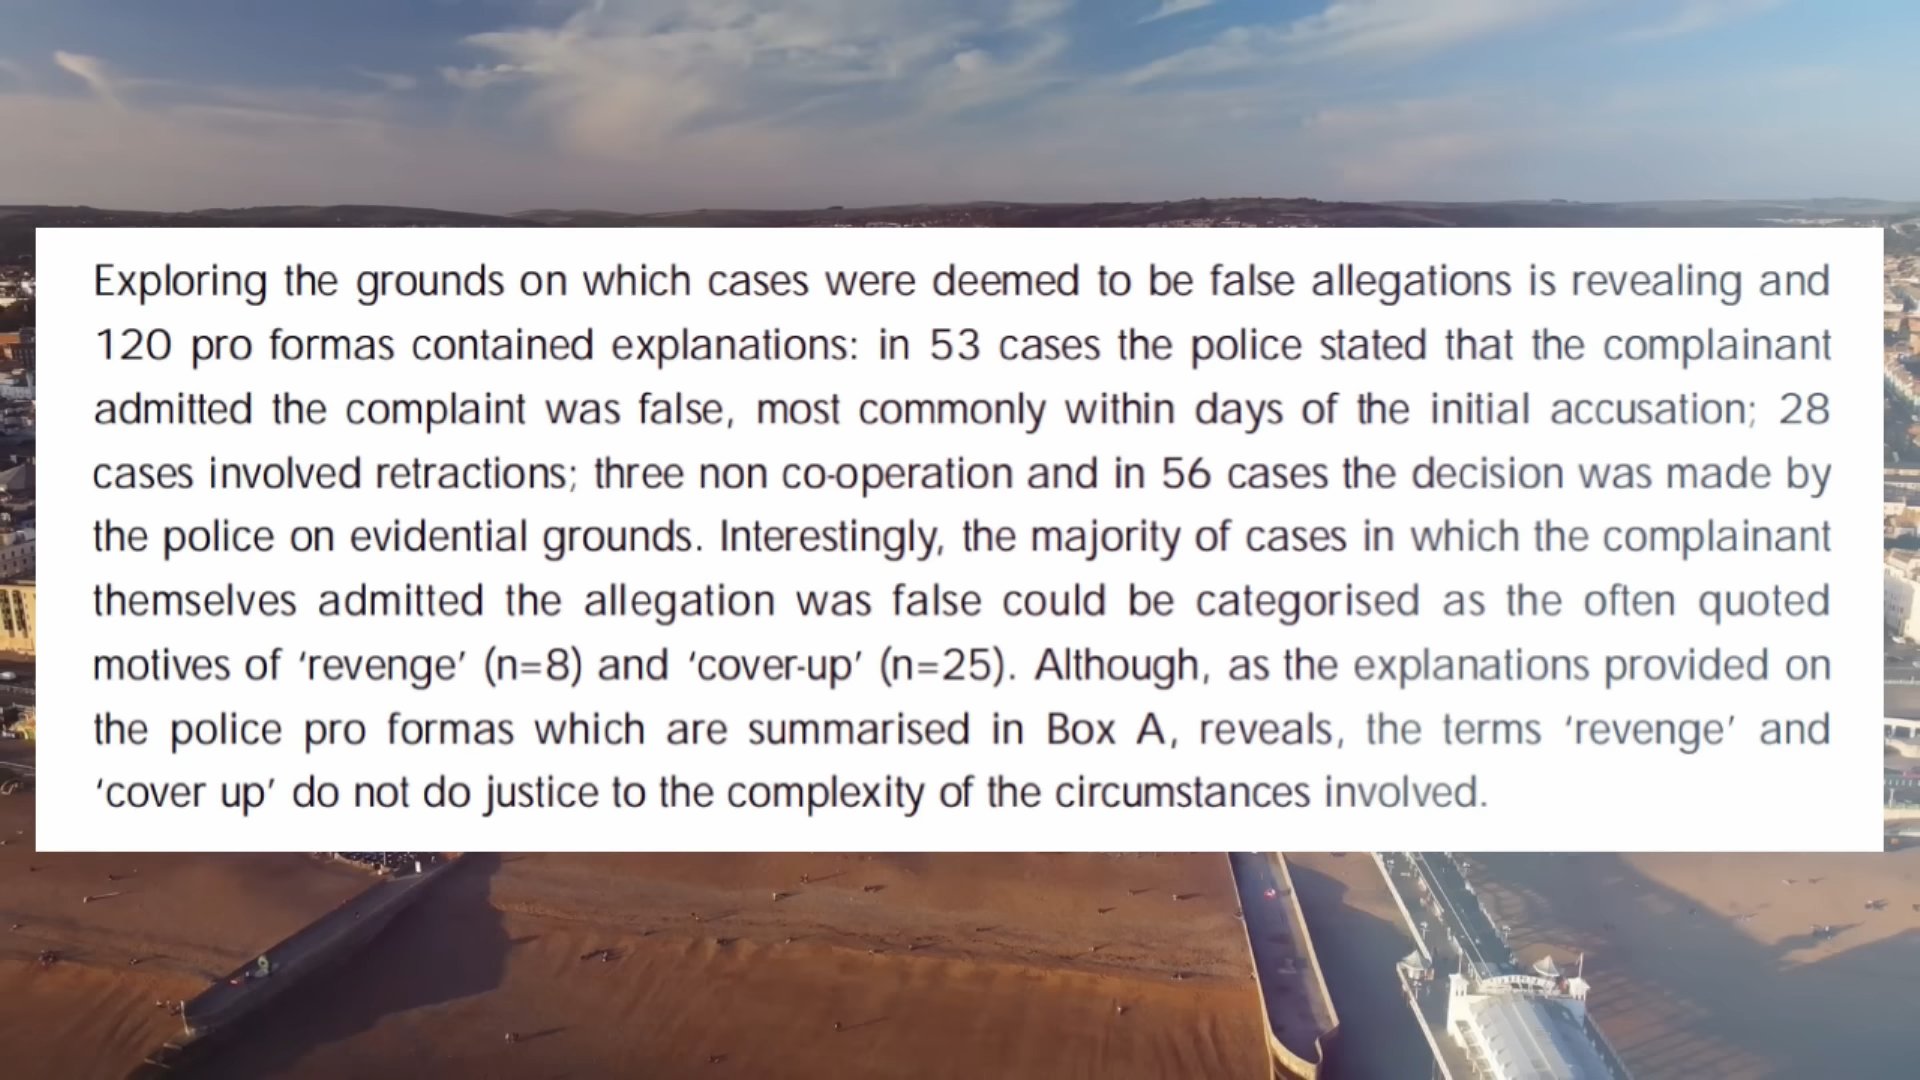 Exploring the grounds on which cases were deemed to be false allegations is revealing and
120 pro formas contained explanations: in 53 cases the police stated that the complainant
admitted the complaint was false, most commonly within days of the initial accusation; 28
cases involved retractions; three non co-operation and in 56 cases the decision was made by
the police on evidential grounds. Interestingly, the majority of cases in which the complainant
themselves admitted the allegation was false could be categorised as the often quoted
motives of ‘revenge’ (n=8) and ‘cover-up’ (n=25). Although, as the explanations provided on
the police pro formas which are summarised in Box A, reveals, the terms ‘revenge’ and
‘cover up’ do not do justice to the complexity of the circumstances involved.